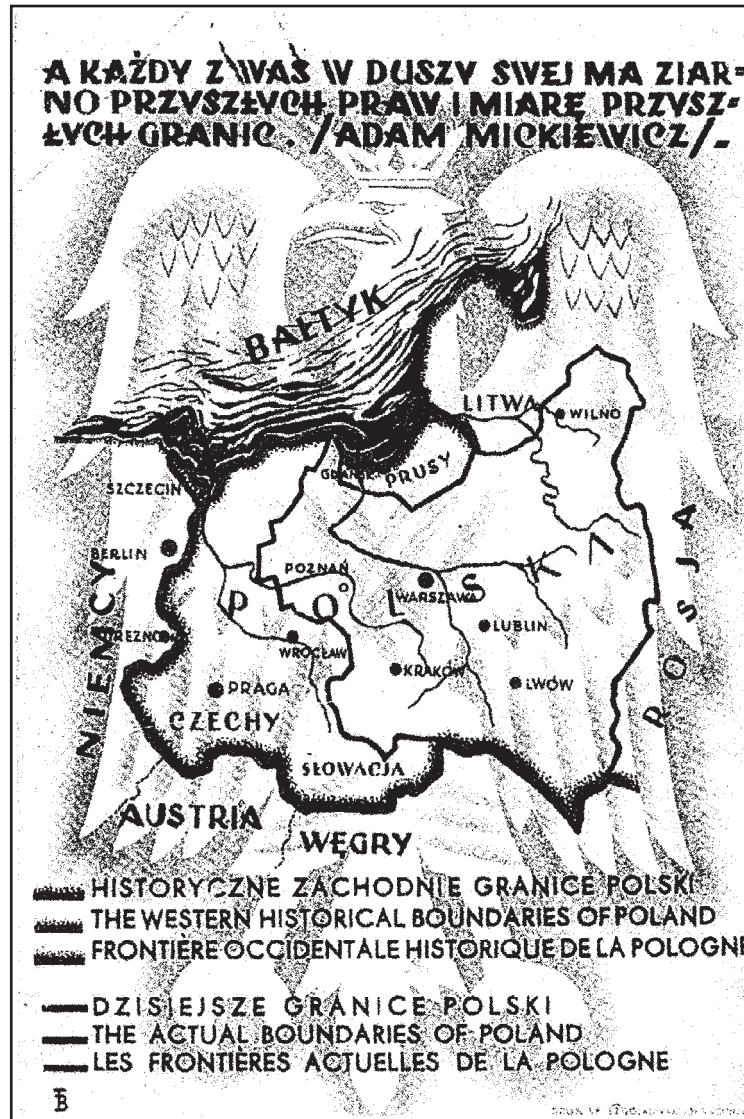 A KAŻDY Z WAS W DUSZY SWEJ MA ZIAR=
NO PRZYSZŁYCH PRAW I MIARĘ PRZYSZ=
ŁYCH GRANIC. /ADAM MICKIEWICZ/_
BAŁTYK
LITWA
WILNO
PRUSY
SZCZECIN
BERLIN
NIEMCY
POZNAŃ
WARSZAWA
POLSKA
ROSJA
LUBLIN
WROCŁAW
KRAKÓW
LWÓW
PRAGA
CZECHY
SŁOWACJA
AUSTRIA
WĘGRY
HISTORYCZNE ZACHODNIE GRANICE POLSKI
THE WESTERN HISTORICAL BOUNDARIES OF POLAND
FRONTIÈRE OCCIDENTALE HISTORIQUE DE LA POLOGNE
DZISIEJSZE GRANICE POLSKI
THE ACTUAL BOUNDARIES OF POLAND
LES FRONTIÈRES ACTUELLES DE LA POLOGNE